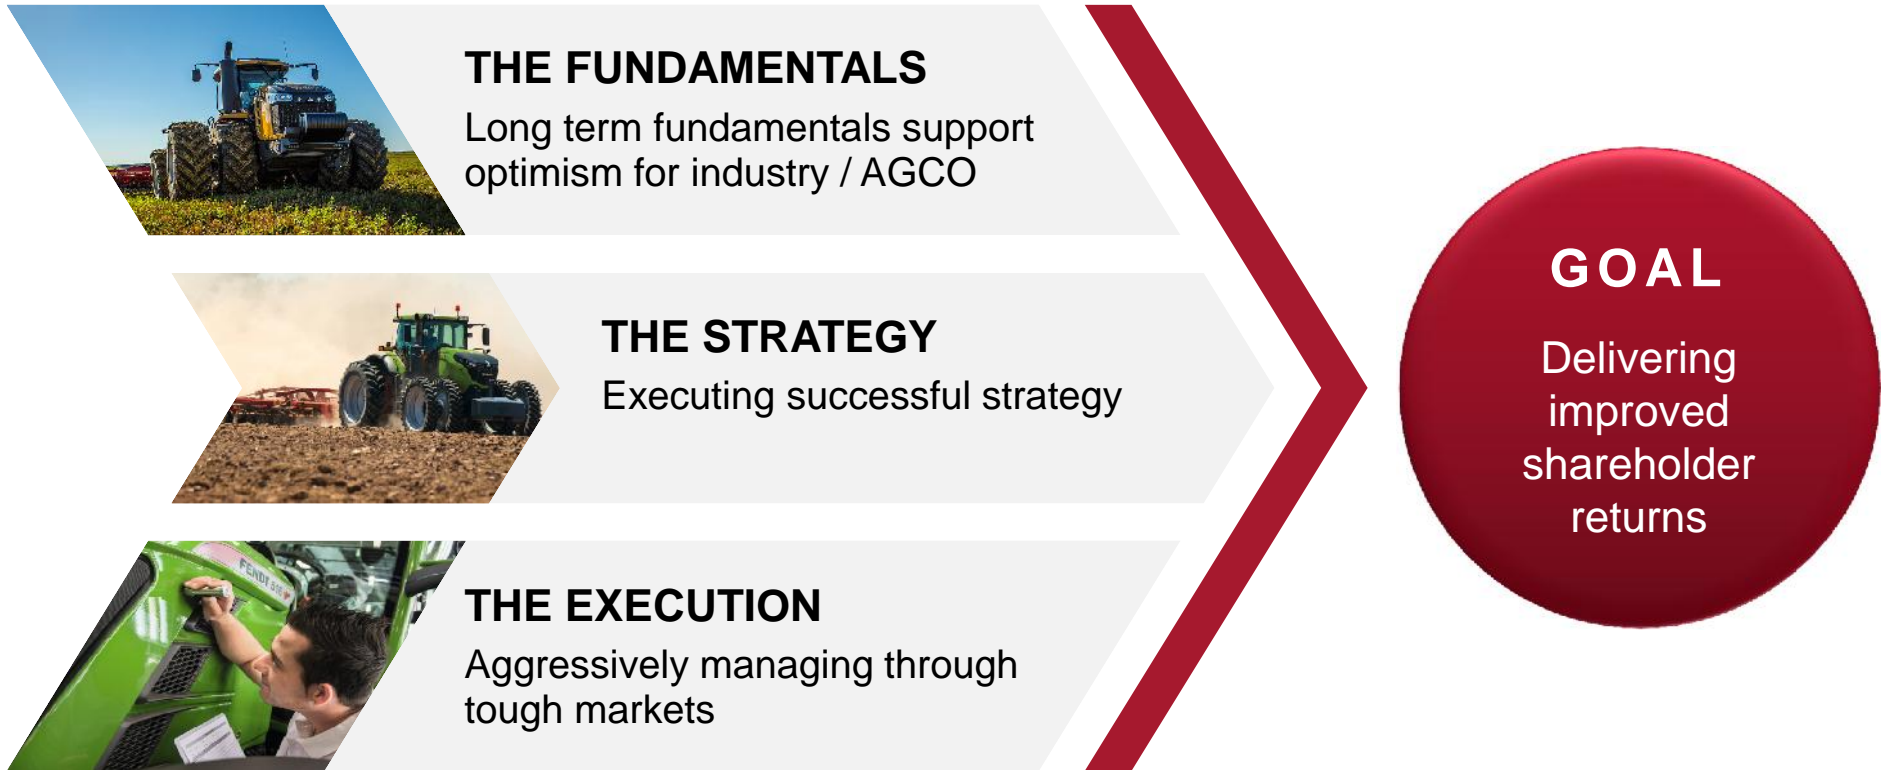 THE FUNDAMENTALS
Long term fundamentals support
optimism for industry / AGCO
THE STRATEGY
Executing successful strategy
FENDT
THE EXECUTION
Aggressively managing through
tough markets
GOAL
Delivering
improved
shareholder
returns